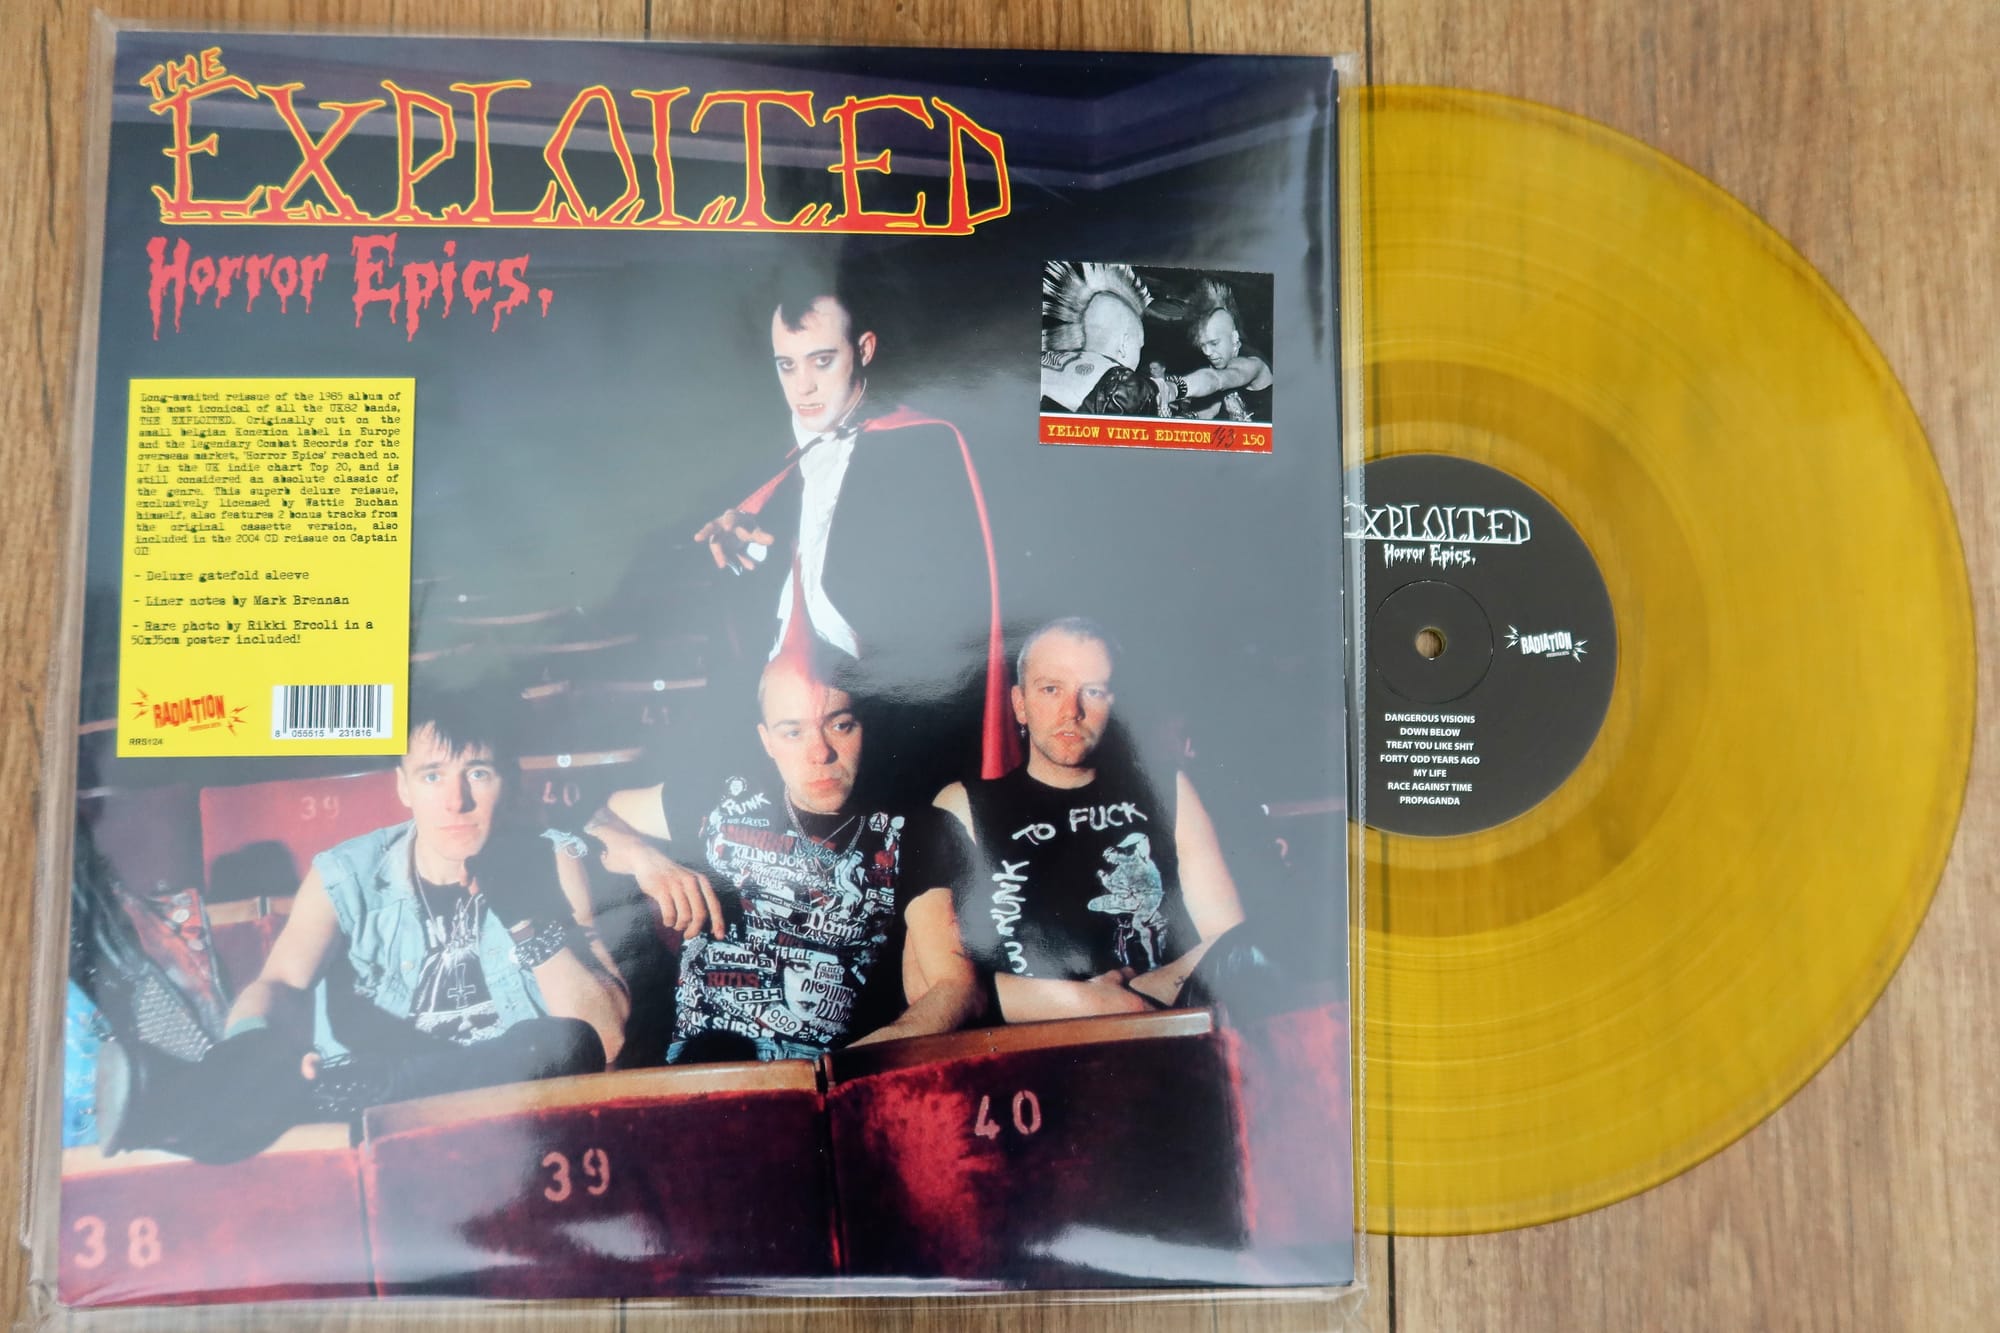 THE
EXPLOITED
Horror Epics.
Long-awaited reissue of the 1985 album of
the most iconical of all the UK82 bands,
THE EXPLOITED. Originally out on the
small belgian Konexion label in Europe
and the legendary Combat Records for the
overseas market, 'Horror Epics' reached no.
17 in the UK indie chart Top 20, and is
still considered an absolute classic of
the genre. This superb deluxe reissue,
exclusively licensed by Wattie Buchan
himself, also features 2 bonus tracks from
the original cassette version, also
included in the 2004 CD reissue on Captain
Oi!
- Deluxe gatefold sleeve
- Liner notes by Mark Brennan
- Rare photo by Rikki Ercoli in a
50x35cm poster included!
RADIATION
RRS124
8 055515 231816
YELLOW VINYL EDITION 143 150
41
39
40
PUNK
KILLING JOKE
Damned
CLASH
EXPLOITED
RUTS
G.B.H
anti-
999
UK SUBS
TO FUCK
PUNK
38
39
40
EXPLOITED
Horror Epics.
RADIATION
DANGEROUS VISIONS
DOWN BELOW
TREAT YOU LIKE SHIT
FORTY ODD YEARS AGO
MY LIFE
RACE AGAINST TIME
PROPAGANDA